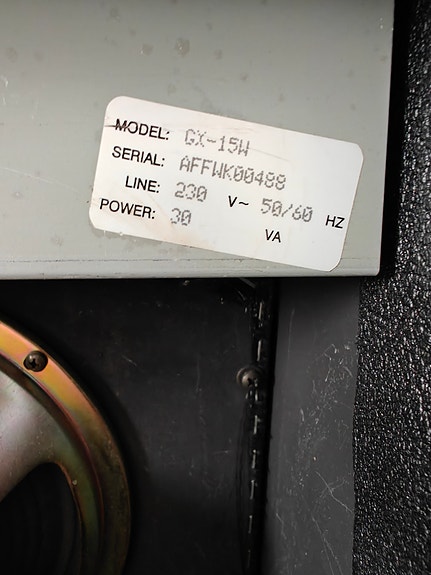 MODEL: GX-15W
SERIAL: AFFWK00488
LINE: 230 V~ 50/60 HZ
POWER: 30 VA